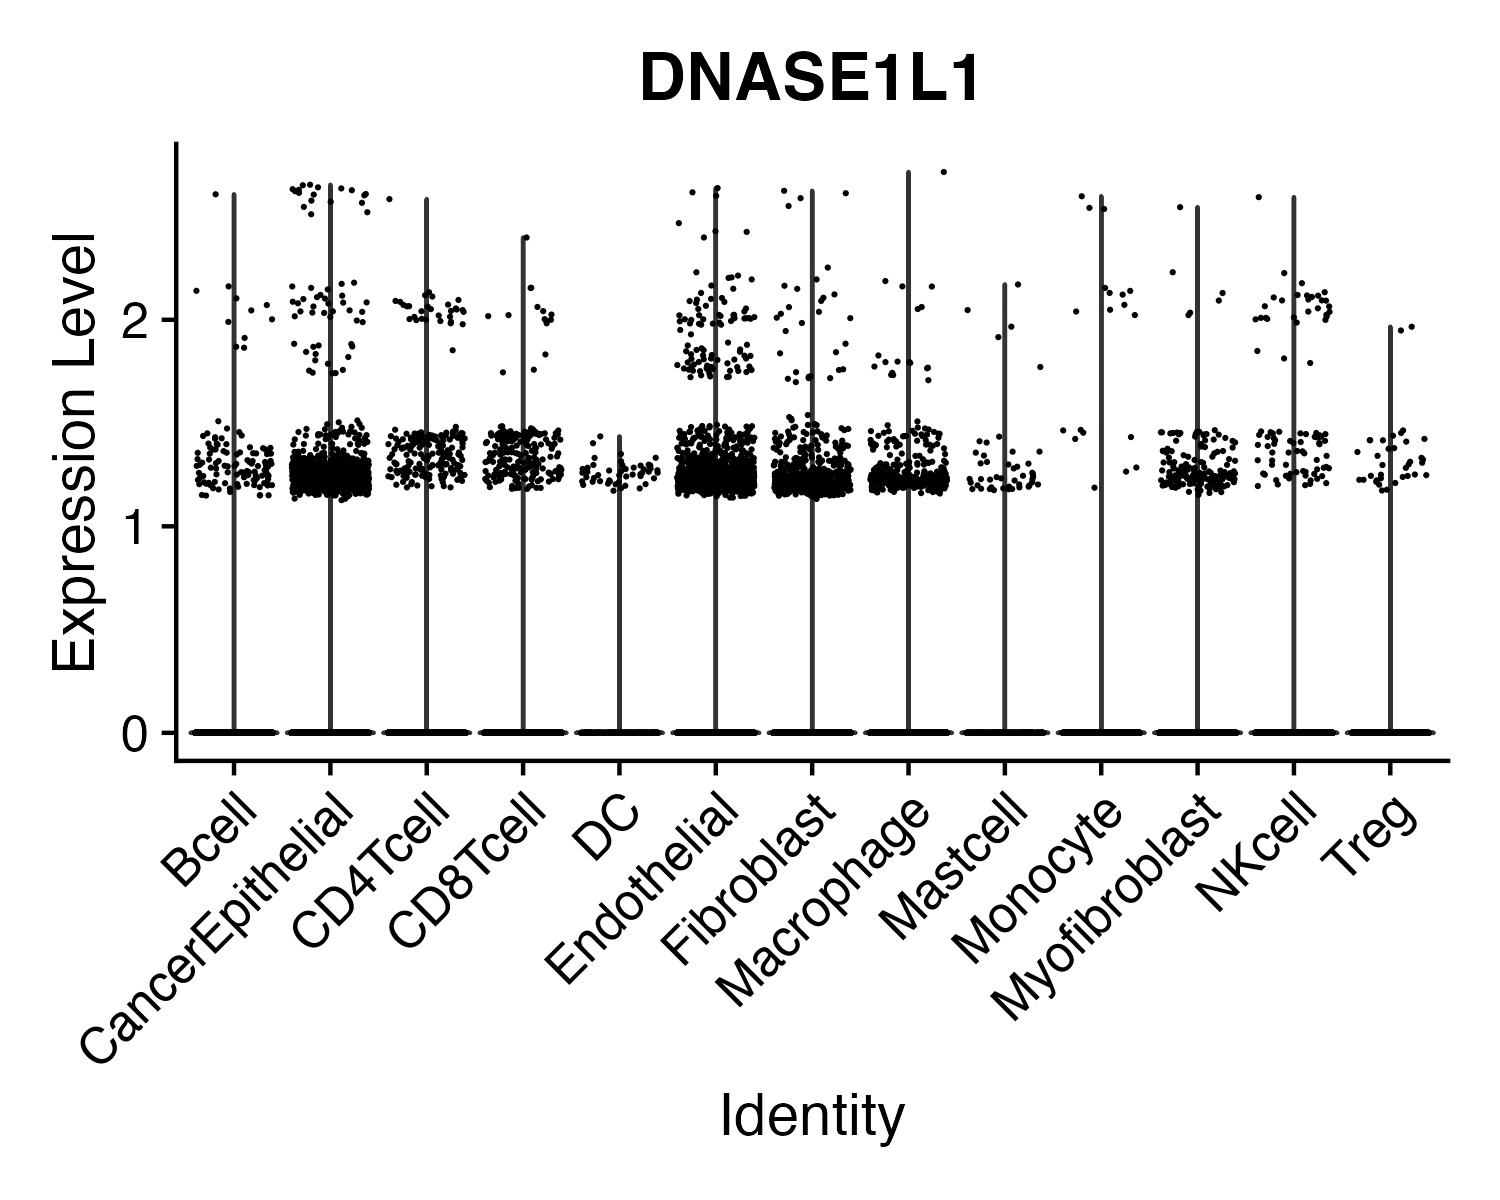 DNASE1L1
Expression Level
2
1
0
Bcell
CancerEpithelial
CD4Tcell
CD8Tcell
DC
Endothelial
Fibroblast
Macrophage
Mastcell
Monocyte
Myofibroblast
NKcell
Treg
Identity